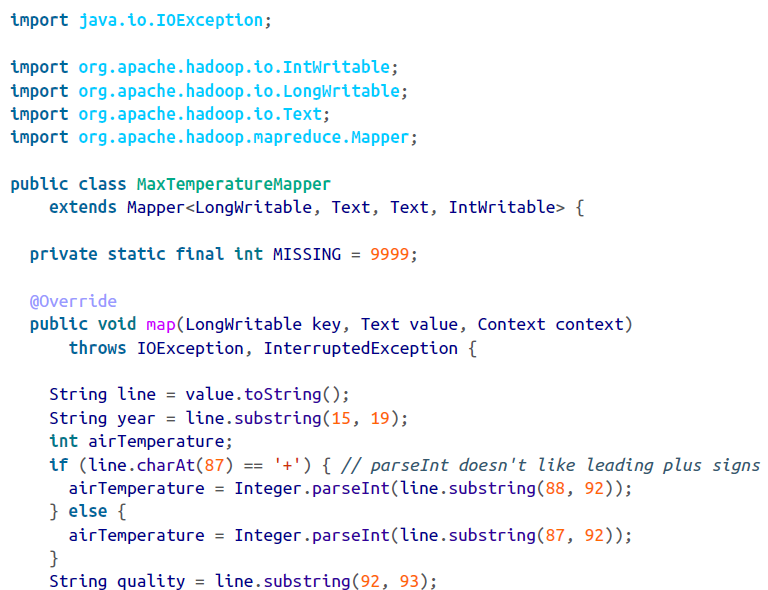 import java.io.IOException;

import org.apache.hadoop.io.IntWritable;
import org.apache.hadoop.io.LongWritable;
import org.apache.hadoop.io.Text;
import org.apache.hadoop.mapreduce.Mapper;

public class MaxTemperatureMapper
    extends Mapper<LongWritable, Text, Text, IntWritable> {

  private static final int MISSING = 9999;

  @Override
  public void map(LongWritable key, Text value, Context context)
      throws IOException, InterruptedException {

    String line = value.toString();
    String year = line.substring(15, 19);
    int airTemperature;
    if (line.charAt(87) == '+') { // parseInt doesn't like leading plus signs
      airTemperature = Integer.parseInt(line.substring(88, 92));
    } else {
      airTemperature = Integer.parseInt(line.substring(87, 92));
    }
    String quality = line.substring(92, 93);